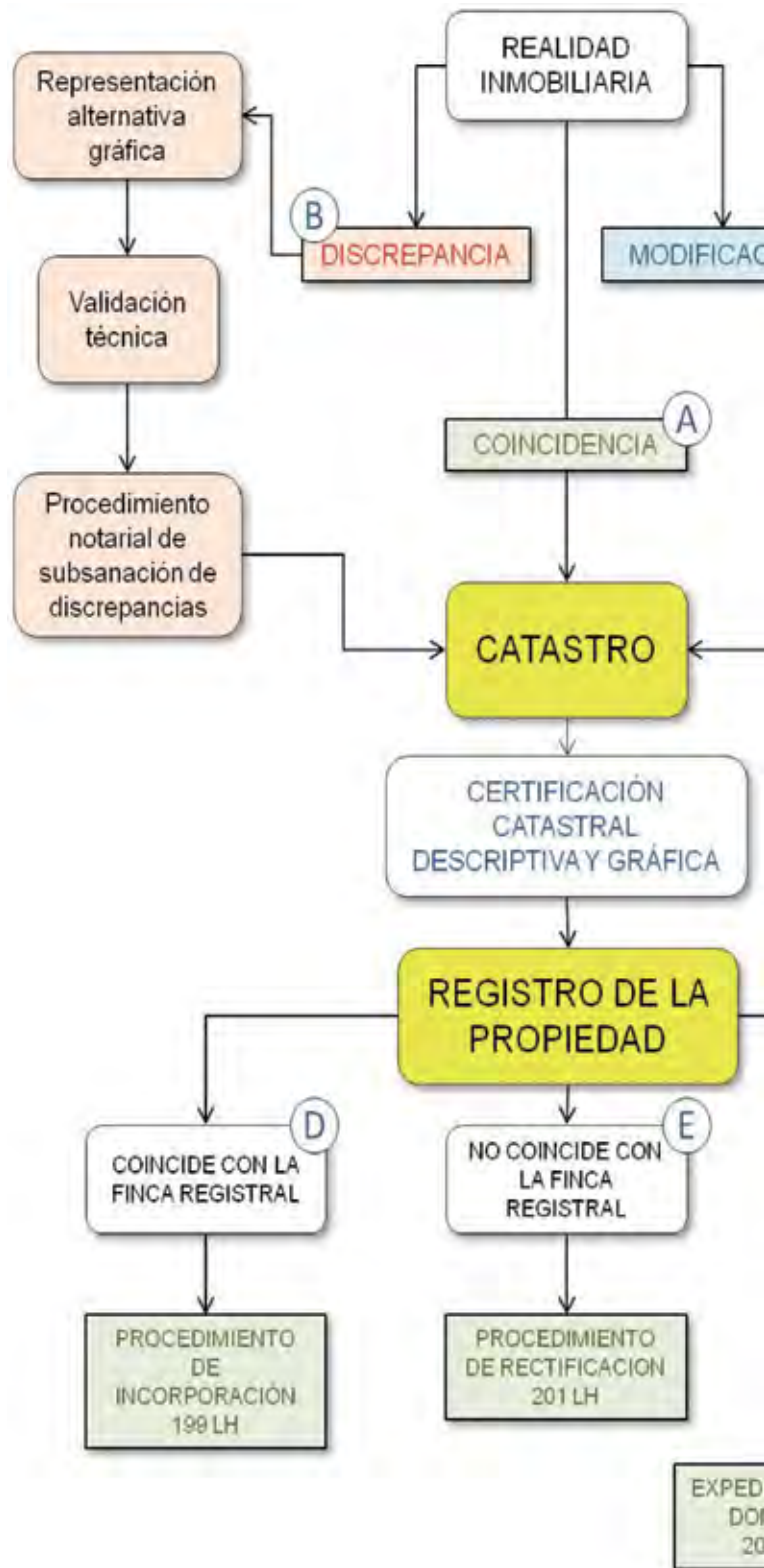 REALIDAD
INMOBILIARIA
Representación
alternativa
gráfica
B
DISCREPANCIA
Validación
técnica
A
COINCIDENCIA
Procedimiento
notarial de
subsanación de
discrepancias
CATASTRO
CERTIFICACIÓN
CATASTRAL
DESCRIPTIVA Y GRÁFICA
REGISTRO DE LA
PROPIEDAD
D
COINCIDE CON LA
FINCA REGISTRAL
E
NO COINCIDE CON
LA FINCA
REGISTRAL
PROCEDIMIENTO
DE
INCORPORACIÓN
199 LH
PROCEDIMIENTO
DE RECTIFICACION
201 LH